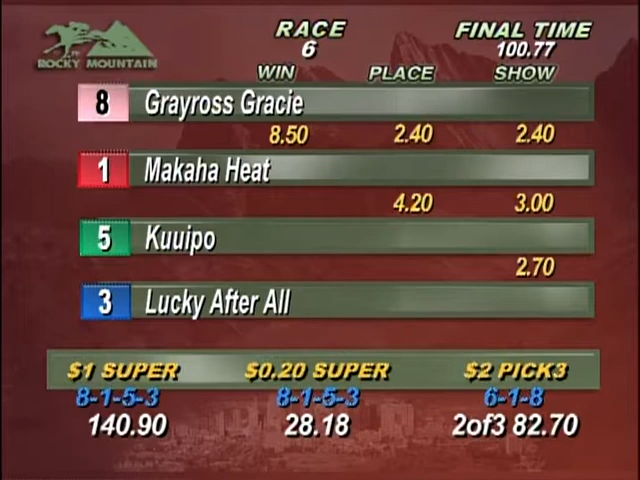 ROCKY MOUNTAIN
RACE
6
FINAL TIME
100.77
WIN PLACE SHOW
8 Grayross Gracie
8.50 2.40 2.40
1 Makaha Heat
4.20 3.00
5 Kuuipo
2.70
3 Lucky After All
$1 SUPER $0.20 SUPER $2 PICK3
8-1-5-3 8-1-5-3 6-1-8
140.90 28.18 2of3 82.70